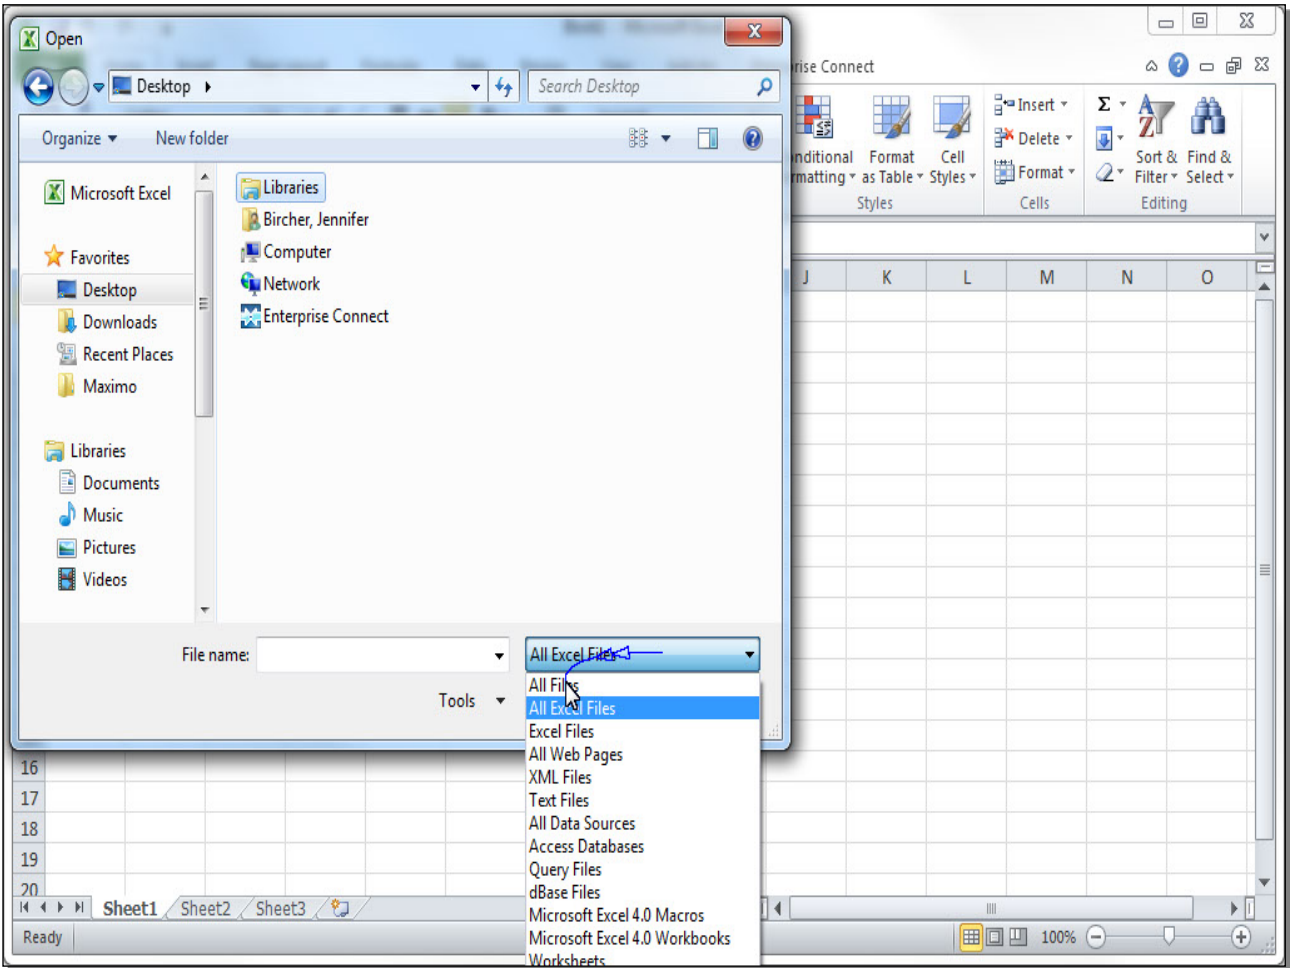 Open
Desktop
Search Desktop
Organize
New folder
Microsoft Excel
Favorites
Desktop
Downloads
Recent Places
Maximo
Libraries
Documents
Music
Pictures
Videos
Libraries
Bircher, Jennifer
Computer
Network
Enterprise Connect
File name:
All Excel Files
Tools
All Files
All Excel Files
Excel Files
All Web Pages
XML Files
Text Files
All Data Sources
Access Databases
Query Files
dBase Files
Microsoft Excel 4.0 Macros
Microsoft Excel 4.0 Workbooks
Worksheets
rise Connect
nditional
rmatting
Format
as Table
Cell
Styles
Styles
Insert
Delete
Format
Cells
Σ
Sort &
Filter
Find &
Select
Editing
J K L M N O
16
17
18
19
20
Sheet1 Sheet2 Sheet3
Ready
100%